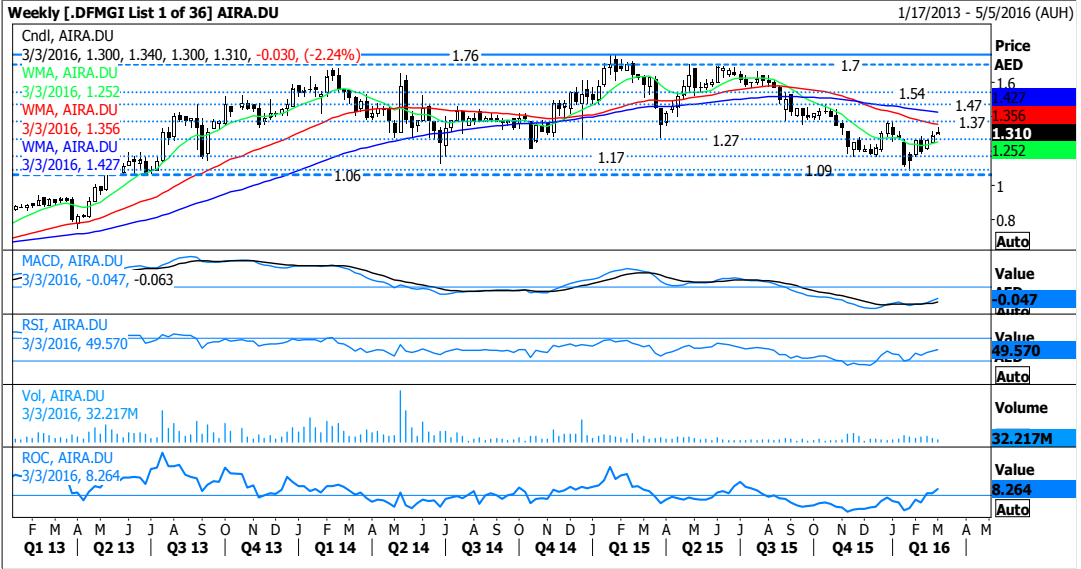 Weekly [.DFMGI List 1 of 36] AIRA.DU
1/17/2013 - 5/5/2016 (AUH)
Cndl, AIRA.DU
3/3/2016, 1.300, 1.340, 1.300, 1.310, -0.030, (-2.24%)
WMA, AIRA.DU
3/3/2016, 1.252
WMA, AIRA.DU
3/3/2016, 1.356
WMA, AIRA.DU
3/3/2016, 1.427
1.76
1.7
1.54
1.47
1.37
1.27
1.17
1.09
1.06
Price
AED
1.6
1.427
1.356
1.310
1.252
1
0.8
Auto
MACD, AIRA.DU
3/3/2016, -0.047, -0.063
Value
AED
-0.047
Auto
RSI, AIRA.DU
3/3/2016, 49.570
Value
49.570
Auto
Vol, AIRA.DU
3/3/2016, 32.217M
Volume
32.217M
ROC, AIRA.DU
3/3/2016, 8.264
Value
8.264
Auto
F M A M J J A S O N D J F M A M J J A S O N D J F M A M J J A S O N D J F M A M
Q1 13 Q2 13 Q3 13 Q4 13 Q1 14 Q2 14 Q3 14 Q4 14 Q1 15 Q2 15 Q3 15 Q4 15 Q1 16